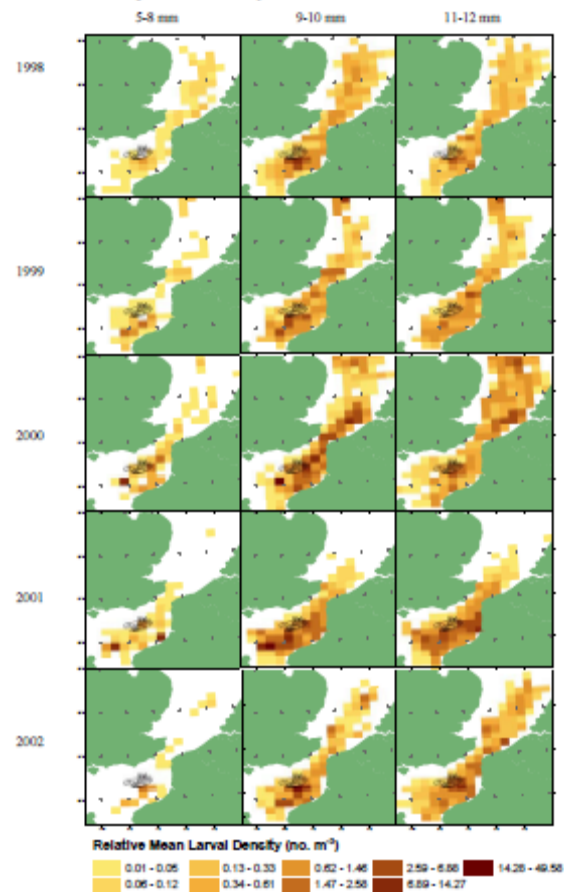 5-8 mm 9-10 mm 11-12 mm
1998
1999
2000
2001
2002
Relative Mean Larval Density (no. m⁻³)
0.01 - 0.05 0.13 - 0.33 0.62 - 1.46 2.59 - 6.88 14.28 - 49.58
0.06 - 0.12 0.34 - 0.61 1.47 - 2.58 6.89 - 14.27